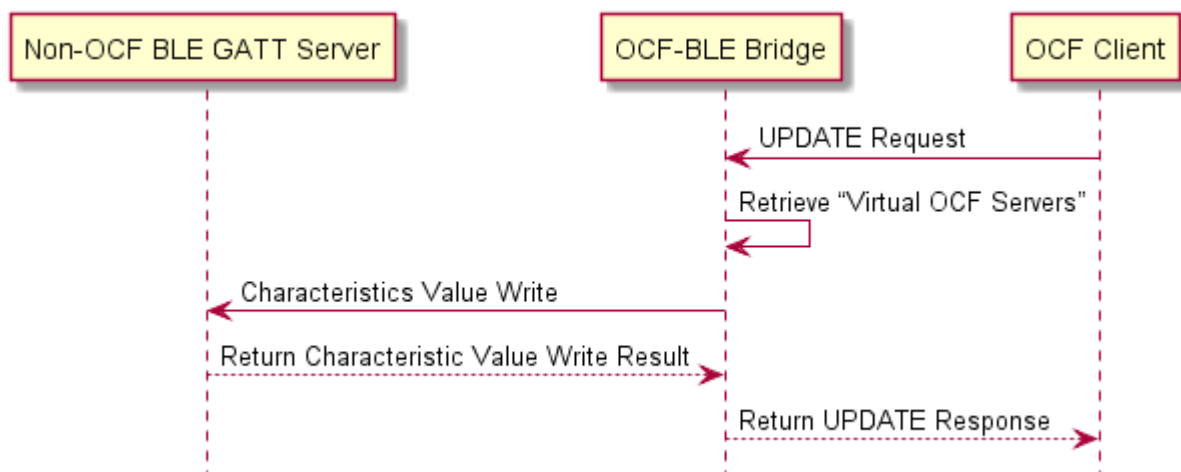 Non-OCF BLE GATT Server
OCF-BLE Bridge
OCF Client
UPDATE Request
Retrieve “Virtual OCF Servers”
Characteristics Value Write
Return Characteristic Value Write Result
Return UPDATE Response